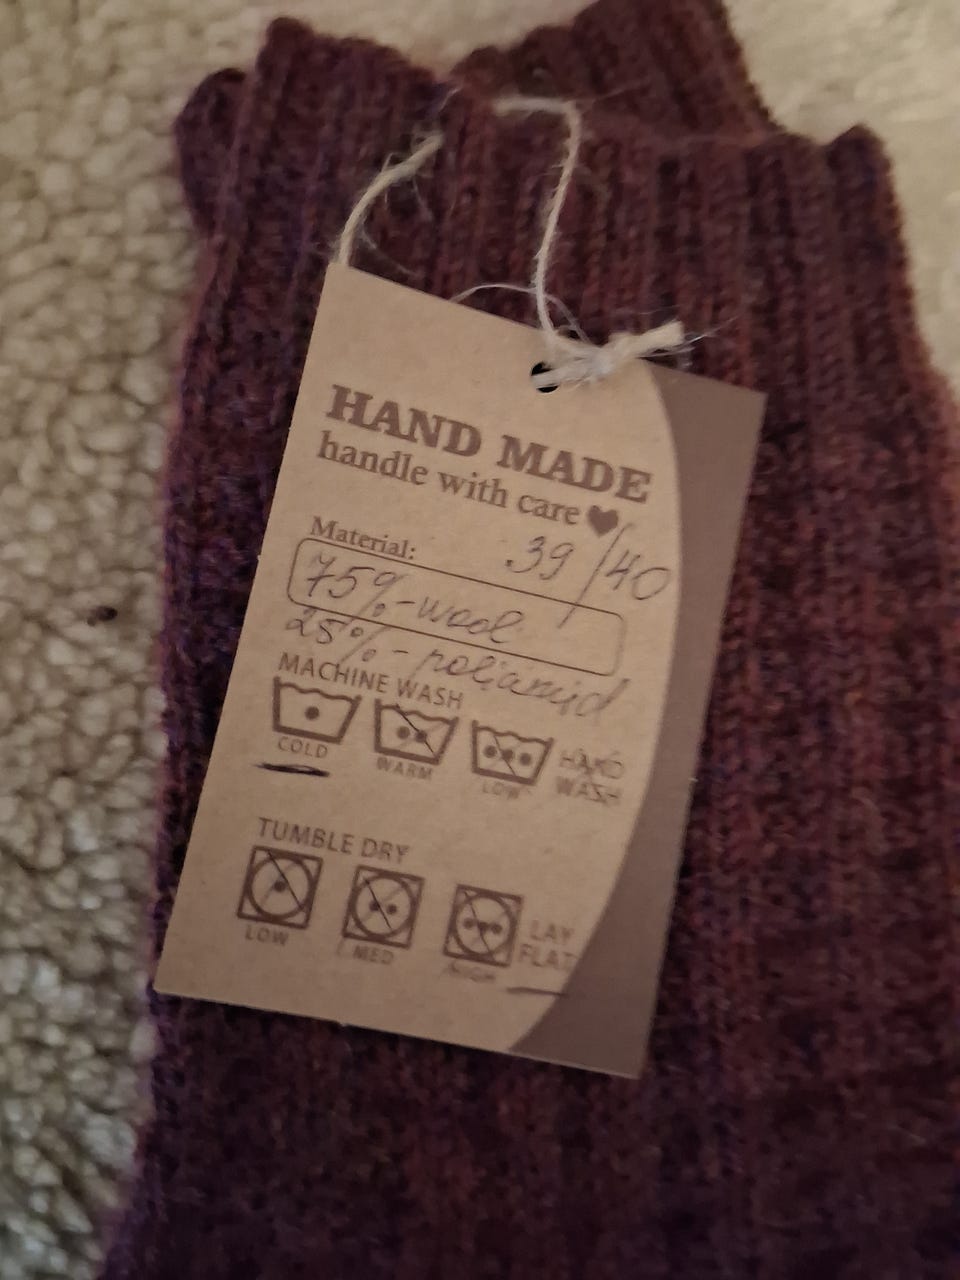 HAND MADE
handle with care
Material:
39/40
75%-wool
25%-poliamid
MACHINE WASH
COLD WARM LOW
HAND WASH
TUMBLE DRY
LOW MED HIGH
LAY FLAT